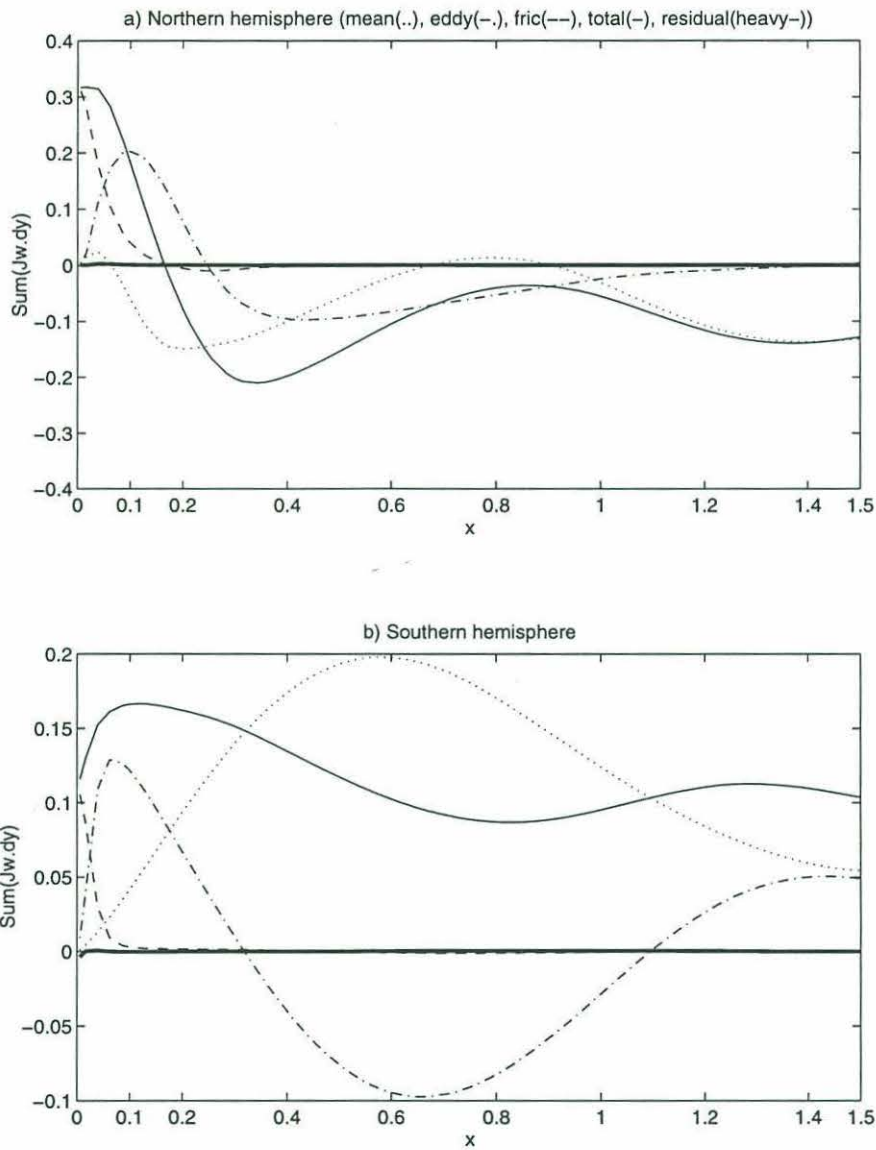 a) Northern hemisphere (mean(..), eddy(-.), fric(--), total(-), residual(heavy-))
0.4
0.3
0.2
0.1
0
-0.1
-0.2
-0.3
-0.4
Sum(Jw.dy)
0 0.1 0.2 0.4 0.6 0.8 1 1.2 1.4 1.5
x
b) Southern hemisphere
0.2
0.15
0.1
0.05
0
-0.05
-0.1
Sum(Jw.dy)
0 0.1 0.2 0.4 0.6 0.8 1 1.2 1.4 1.5
x